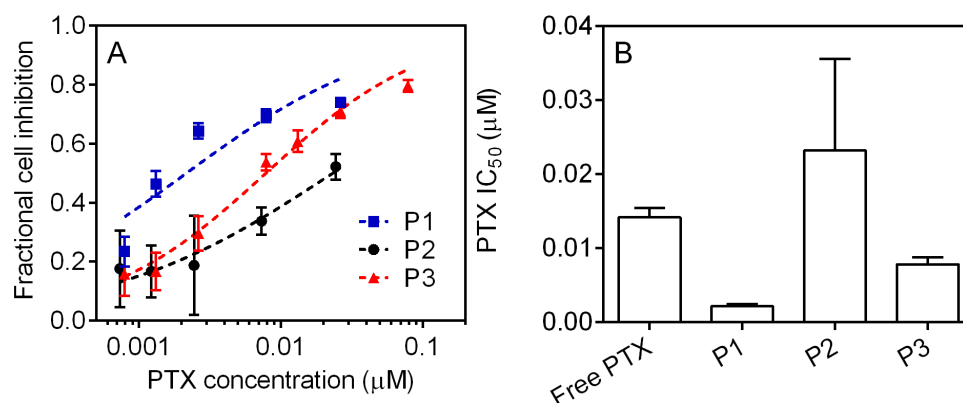 A
Fractional cell inhibition
1.0
0.8
0.6
0.4
0.2
0.0
P1
P2
P3
0.001
0.01
0.1
PTX concentration (μM)
B
PTX IC50 (μM)
0.04
0.03
0.02
0.01
0.00
Free PTX
P1
P2
P3